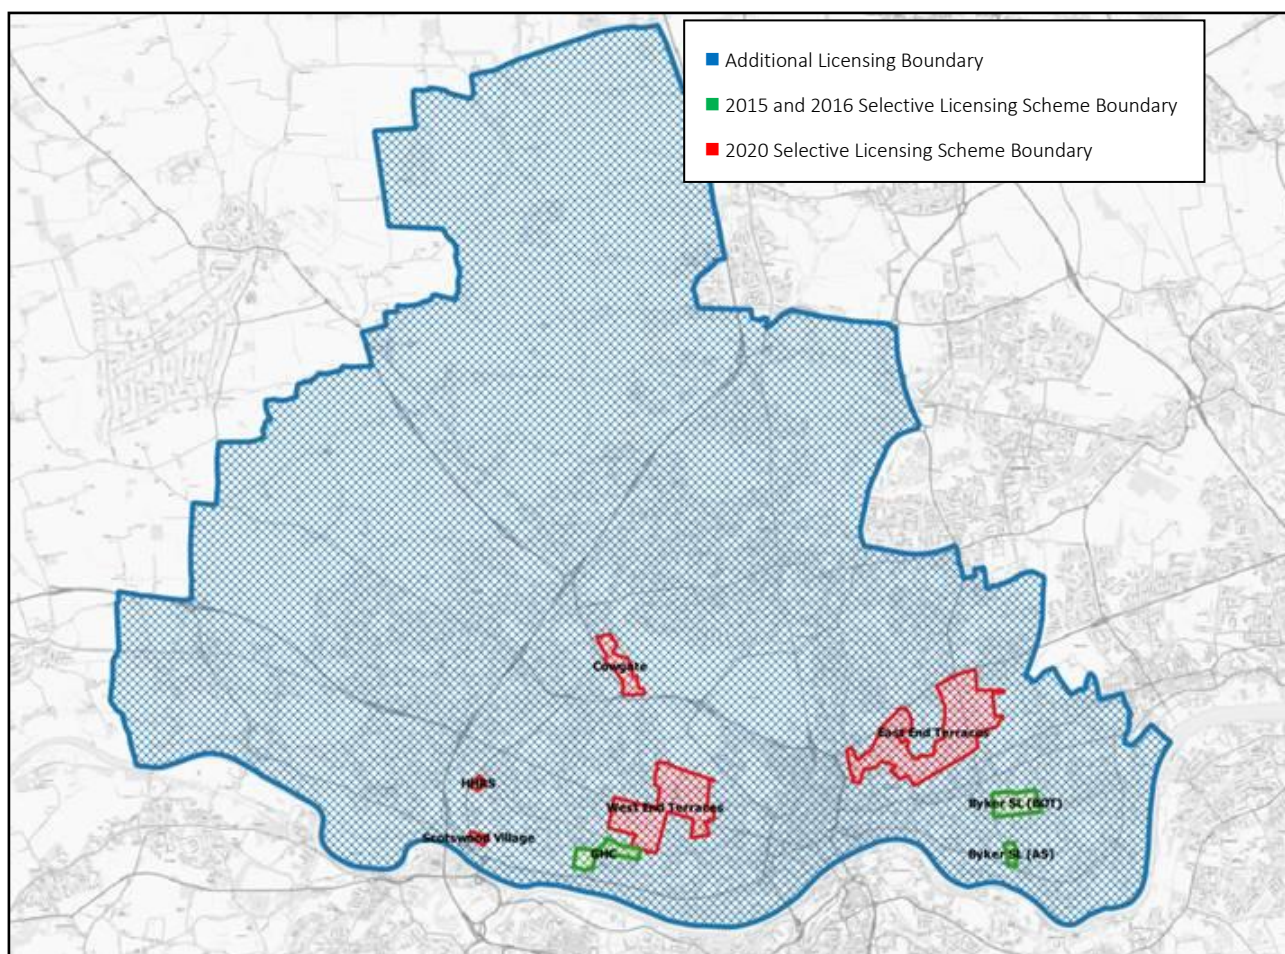 Additional Licensing Boundary
2015 and 2016 Selective Licensing Scheme Boundary
2020 Selective Licensing Scheme Boundary
Cowgate
East End Terraces
HHAS
West End Terraces
Byker SL (BOT)
Scotswood Village
GHC
Byker SL (AS)